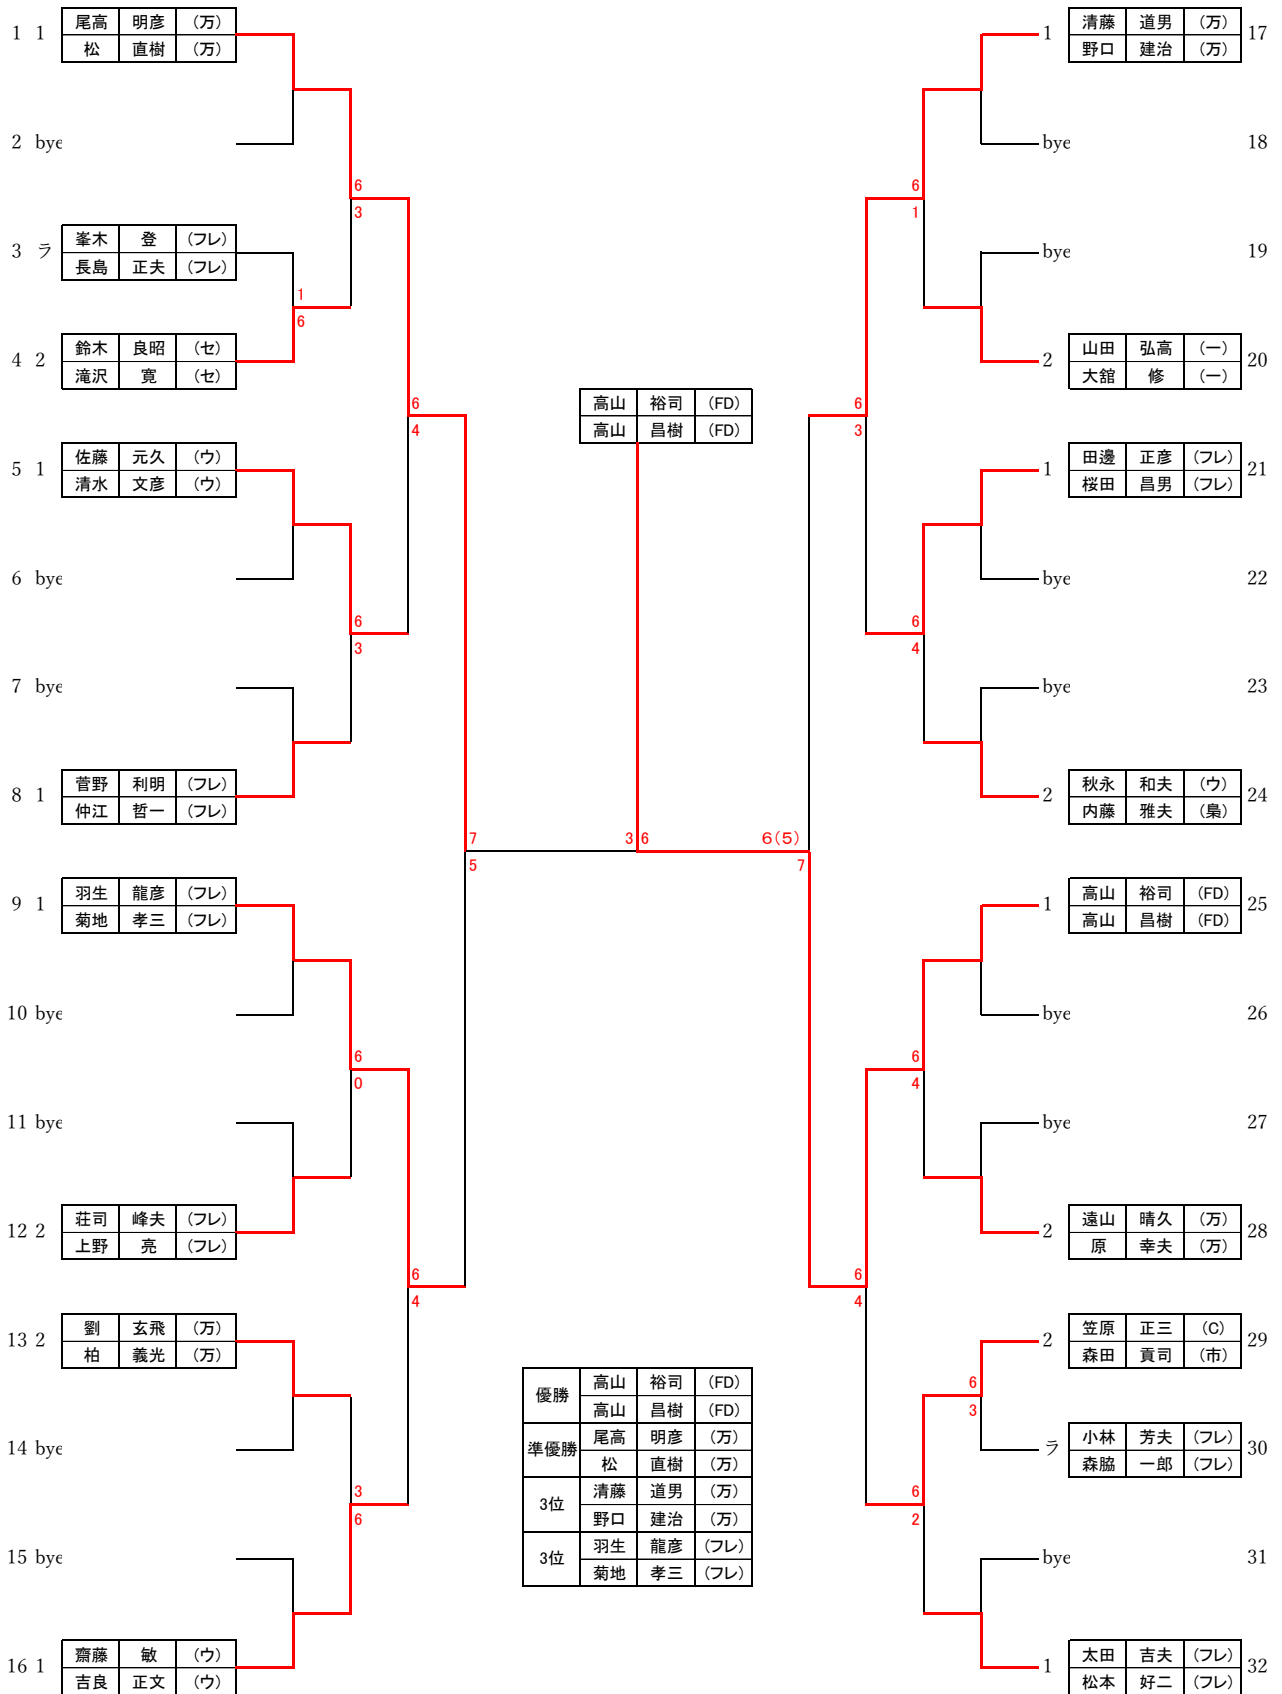 1 1 尾高 明彦 (万)
松 直樹 (万)
2 bye
6
3
3 ラ 峯木 登 (フレ)
長島 正夫 (フレ)
1
6
4 2 鈴木 良昭 (セ)
滝沢 寛 (セ)
6
4
5 1 佐藤 元久 (ウ)
清水 文彦 (ウ)
6 bye
6
3
7 bye
8 1 菅野 利明 (フレ)
仲江 哲一 (フレ)
7
5
9 1 羽生 龍彦 (フレ)
菊地 孝三 (フレ)
10 bye
6
0
11 bye
12 2 荘司 峰夫 (フレ)
上野 亮 (フレ)
6
4
13 2 劉 玄飛 (万)
柏 義光 (万)
14 bye
3
6
15 bye
16 1 齋藤 敏 (ウ)
吉良 正文 (ウ)
高山 裕司 (FD)
高山 昌樹 (FD)
3 6
6(5)
7
優勝 高山 裕司 (FD)
高山 昌樹 (FD)
準優勝 尾高 明彦 (万)
松 直樹 (万)
3位 清藤 道男 (万)
野口 建治 (万)
3位 羽生 龍彦 (フレ)
菊地 孝三 (フレ)
1 清藤 道男 (万) 17
野口 建治 (万)
bye 18
6
1
bye 19
2 山田 弘高 (一) 20
大舘 修 (一)
6
3
1 田邊 正彦 (フレ) 21
桜田 昌男 (フレ)
bye 22
6
4
bye 23
2 秋永 和夫 (ウ) 24
内藤 雅夫 (梟)
1 高山 裕司 (FD) 25
高山 昌樹 (FD)
bye 26
6
4
bye 27
2 遠山 晴久 (万) 28
原 幸夫 (万)
6
4
2 笠原 正三 (C) 29
森田 貢司 (市)
6
3
ラ 小林 芳夫 (フレ) 30
森脇 一郎 (フレ)
6
2
bye 31
1 太田 吉夫 (フレ) 32
松本 好二 (フレ)